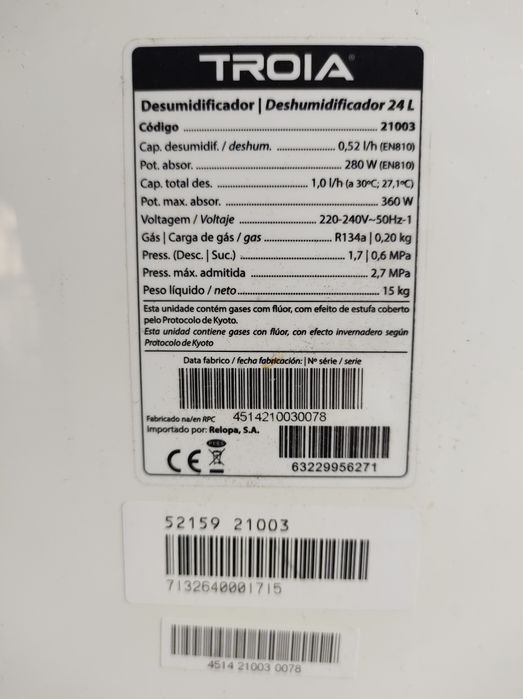 TROIA®
Desumidificador | Deshumidificador 24 L
Código ........ 21003
Cap. desumidif. / deshum. ........ 0,52 l/h (EN810)
Pot. absor. ........ 280 W (EN810)
Cap. total des. ........ 1,0 l/h (a 30ºC; 27,1ºC)
Pot. max. absor. ........ 360 W
Voltagem / Voltaje ........ 220-240V~50Hz-1
Gás | Carga de gás / gas ........ R134a | 0,20 kg
Press. (Desc. | Suc.) ........ 1,7 | 0,6 MPa
Press. máx. admitida ........ 2,7 MPa
Peso líquido / neto ........ 15 kg
Esta unidade contém gases com flúor, com efeito de estufa coberto
pelo Protocolo de Kyoto.
Esta unidad contiene gases con flúor, con efecto invernadero según
Protocolo de Kyoto
Data fabrico / fecha fabricación: | Nº série / serie
Fabricado na/en RPC 4514210030078
Importado por: Relopa, S.A.
CE
63229956271
52159 21003
7132640001715
4514 21003 0078